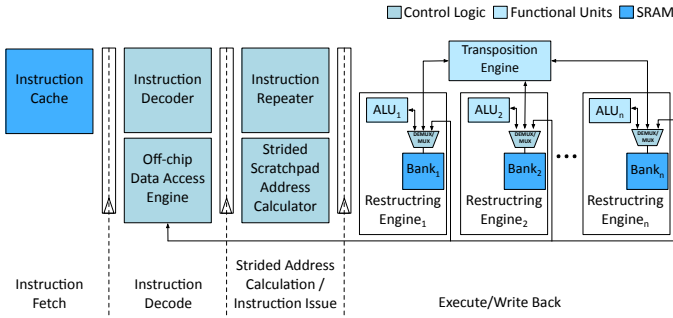 Control Logic
Functional Units
SRAM
Instruction
Cache
Instruction
Decoder
Off-chip
Data Access
Engine
Instruction
Repeater
Strided
Scratchpad
Address
Calculator
Transposition
Engine
ALU1
DEMUX/
MUX
Bank1
Restructring
Engine1
ALU2
DEMUX/
MUX
Bank2
Restructring
Engine2
ALUn
DEMUX/
MUX
Bankn
Restructring
Enginen
Instruction
Fetch
Instruction
Decode
Strided Address
Calculation /
Instruction Issue
Execute/Write Back